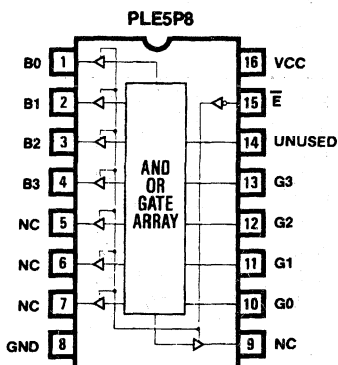 PLE5P8
B0 1 16 VCC
B1 2 15 E
B2 3 14 UNUSED
B3 4 13 G3
NC 5 12 G2
NC 6 11 G1
NC 7 10 G0
GND 8 9 NC
AND
OR
GATE
ARRAY